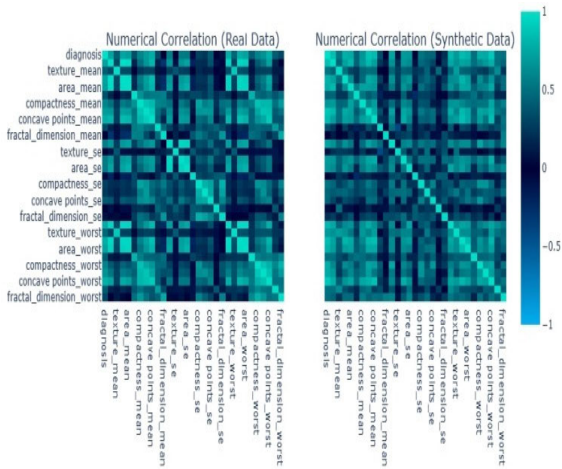 Numerical Correlation (Real Data)
Numerical Correlation (Synthetic Data)
diagnosis
texture_mean
area_mean
compactness_mean
concave points_mean
fractal_dimension_mean
texture_se
area_se
compactness_se
concave points_se
fractal_dimension_se
texture_worst
area_worst
compactness_worst
concave points_worst
fractal_dimension_worst
diagnosis
texture_mean
area_mean
compactness_mean
concave points_mean
fractal_dimension_mean
texture_se
area_se
compactness_se
concave points_se
fractal_dimension_se
texture_worst
area_worst
compactness_worst
concave points_worst
fractal_dimension_worst
diagnosis
texture_mean
area_mean
compactness_mean
concave points_mean
fractal_dimension_mean
texture_se
area_se
compactness_se
concave points_se
fractal_dimension_se
texture_worst
area_worst
compactness_worst
concave points_worst
fractal_dimension_worst
1
0.5
0
−0.5
−1